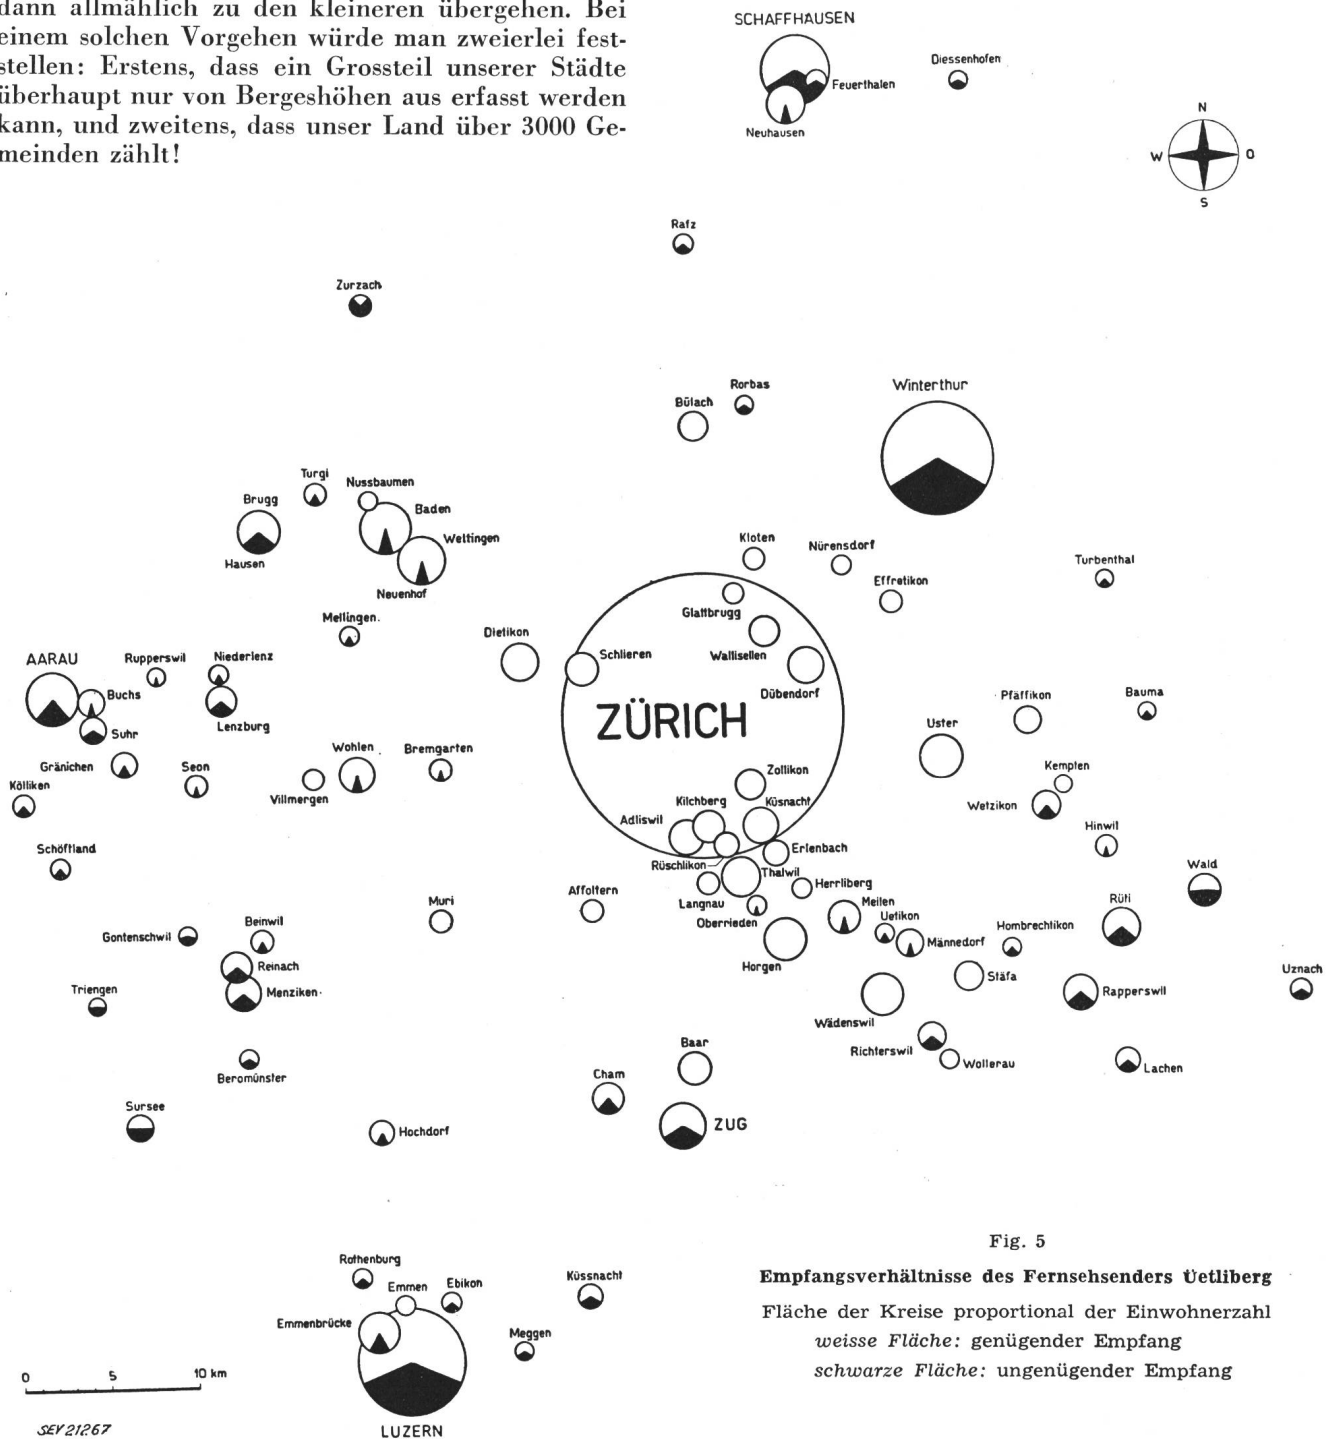 dann allmählich zu den kleineren übergehen. Bei
einem solchen Vorgehen würde man zweierlei fest-
stellen: Erstens, dass ein Grossteil unserer Städte
überhaupt nur von Bergeshöhen aus erfasst werden
kann, und zweitens, dass unser Land über 3000 Ge-
meinden zählt!
SCHAFFHAUSEN
Diessenhofen
Feuerthalen
Neuhausen
N
W
O
S
Rafz
Zurzach
Rorbas
Winterthur
Bülach
Turgi
Nussbaumen
Brugg
Baden
Wettingen
Hausen
Neuenhof
Kloten
Nürensdorf
Turbenthal
Effretikon
Mellingen
Glattbrugg
Dietikon
Schlieren
Wallisellen
AARAU
Rupperswil
Niederlenz
Buchs
Dübendorf
Pfäffikon
Bauma
Suhr
Lenzburg
ZÜRICH
Uster
Gränichen
Seon
Wohlen
Bremgarten
Villmergen
Zollikon
Kempten
Kölliken
Kilchberg
Küsnacht
Wetzikon
Adliswil
Hinwil
Schöftland
Erlenbach
Rüschlikon
Thalwil
Wald
Herrliberg
Affoltern
Langnau
Muri
Meilen
Rüti
Oberrieden
Uetikon
Hombrechtikon
Gontenschwil
Beinwil
Männedorf
Reinach
Horgen
Stäfa
Uznach
Triengen
Menziken
Rapperswil
Wädenswil
Baar
Richterswil
Wollerau
Lachen
Beromünster
Cham
Sursee
Hochdorf
ZUG
Rothenburg
Emmen
Ebikon
Küssnacht
Emmenbrücke
Meggen
LUZERN
0 5 10 km
SEV 21267
Fig. 5
Empfangsverhältnisse des Fernsehsenders Uetliberg
Fläche der Kreise proportional der Einwohnerzahl
weisse Fläche: genügender Empfang
schwarze Fläche: ungenügender Empfang